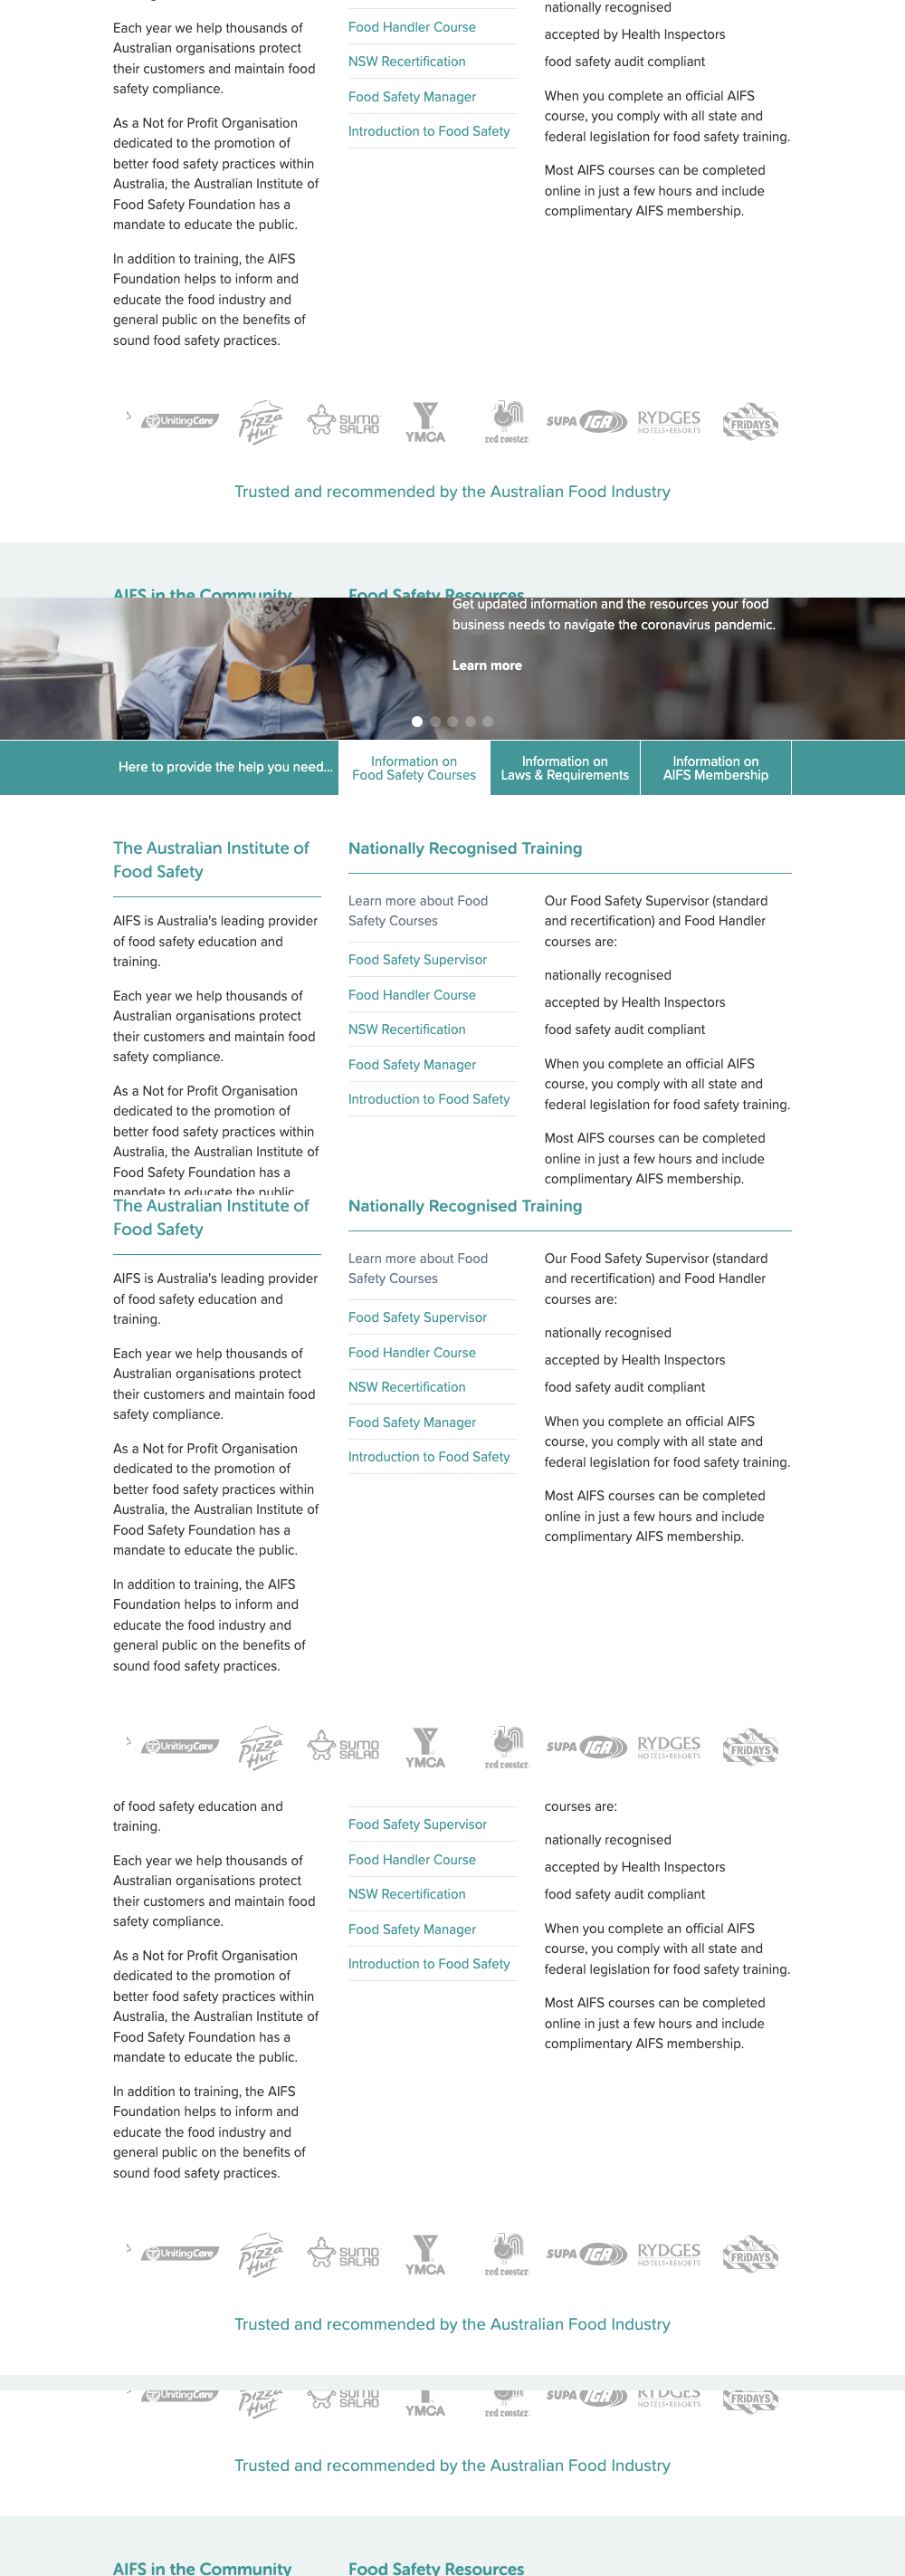 Each year we help thousands of
Australian organisations protect
their customers and maintain food
safety compliance.
As a Not for Profit Organisation
dedicated to the promotion of
better food safety practices within
Australia, the Australian Institute of
Food Safety Foundation has a
mandate to educate the public.
In addition to training, the AIFS
Foundation helps to inform and
educate the food industry and
general public on the benefits of
sound food safety practices.
Food Handler Course
NSW Recertification
Food Safety Manager
Introduction to Food Safety
nationally recognised
accepted by Health Inspectors
food safety audit compliant
When you complete an official AIFS
course, you comply with all state and
federal legislation for food safety training.
Most AIFS courses can be completed
online in just a few hours and include
complimentary AIFS membership.
UnitingCare
Pizza Hut
SUMO SALAD
YMCA
red rooster
SUPA IGA
RYDGES
HOTELS•RESORTS
FRiDAYS
Trusted and recommended by the Australian Food Industry
AIFS in the Community
Food Safety Resources
Get updated information and the resources your food
business needs to navigate the coronavirus pandemic.
Learn more
Here to provide the help you need...
Information on
Food Safety Courses
Information on
Laws & Requirements
Information on
AIFS Membership
The Australian Institute of
Food Safety
AIFS is Australia's leading provider
of food safety education and
training.
Each year we help thousands of
Australian organisations protect
their customers and maintain food
safety compliance.
As a Not for Profit Organisation
dedicated to the promotion of
better food safety practices within
Australia, the Australian Institute of
Food Safety Foundation has a
mandate to educate the public
Nationally Recognised Training
Learn more about Food
Safety Courses
Food Safety Supervisor
Food Handler Course
NSW Recertification
Food Safety Manager
Introduction to Food Safety
Our Food Safety Supervisor (standard
and recertification) and Food Handler
courses are:
nationally recognised
accepted by Health Inspectors
food safety audit compliant
When you complete an official AIFS
course, you comply with all state and
federal legislation for food safety training.
Most AIFS courses can be completed
online in just a few hours and include
complimentary AIFS membership.
The Australian Institute of
Food Safety
AIFS is Australia's leading provider
of food safety education and
training.
Each year we help thousands of
Australian organisations protect
their customers and maintain food
safety compliance.
As a Not for Profit Organisation
dedicated to the promotion of
better food safety practices within
Australia, the Australian Institute of
Food Safety Foundation has a
mandate to educate the public.
In addition to training, the AIFS
Foundation helps to inform and
educate the food industry and
general public on the benefits of
sound food safety practices.
Nationally Recognised Training
Learn more about Food
Safety Courses
Food Safety Supervisor
Food Handler Course
NSW Recertification
Food Safety Manager
Introduction to Food Safety
Our Food Safety Supervisor (standard
and recertification) and Food Handler
courses are:
nationally recognised
accepted by Health Inspectors
food safety audit compliant
When you complete an official AIFS
course, you comply with all state and
federal legislation for food safety training.
Most AIFS courses can be completed
online in just a few hours and include
complimentary AIFS membership.
UnitingCare
Pizza Hut
SUMO SALAD
YMCA
red rooster
SUPA IGA
RYDGES
HOTELS•RESORTS
FRiDAYS
of food safety education and
training.
Each year we help thousands of
Australian organisations protect
their customers and maintain food
safety compliance.
As a Not for Profit Organisation
dedicated to the promotion of
better food safety practices within
Australia, the Australian Institute of
Food Safety Foundation has a
mandate to educate the public.
In addition to training, the AIFS
Foundation helps to inform and
educate the food industry and
general public on the benefits of
sound food safety practices.
Food Safety Supervisor
Food Handler Course
NSW Recertification
Food Safety Manager
Introduction to Food Safety
courses are:
nationally recognised
accepted by Health Inspectors
food safety audit compliant
When you complete an official AIFS
course, you comply with all state and
federal legislation for food safety training.
Most AIFS courses can be completed
online in just a few hours and include
complimentary AIFS membership.
UnitingCare
Pizza Hut
SUMO SALAD
YMCA
red rooster
SUPA IGA
RYDGES
HOTELS•RESORTS
FRiDAYS
Trusted and recommended by the Australian Food Industry
UnitingCare
Pizza Hut
SUMO SALAD
YMCA
red rooster
SUPA IGA
RYDGES
HOTELS•RESORTS
FRiDAYS
Trusted and recommended by the Australian Food Industry
AIFS in the Community
Food Safety Resources